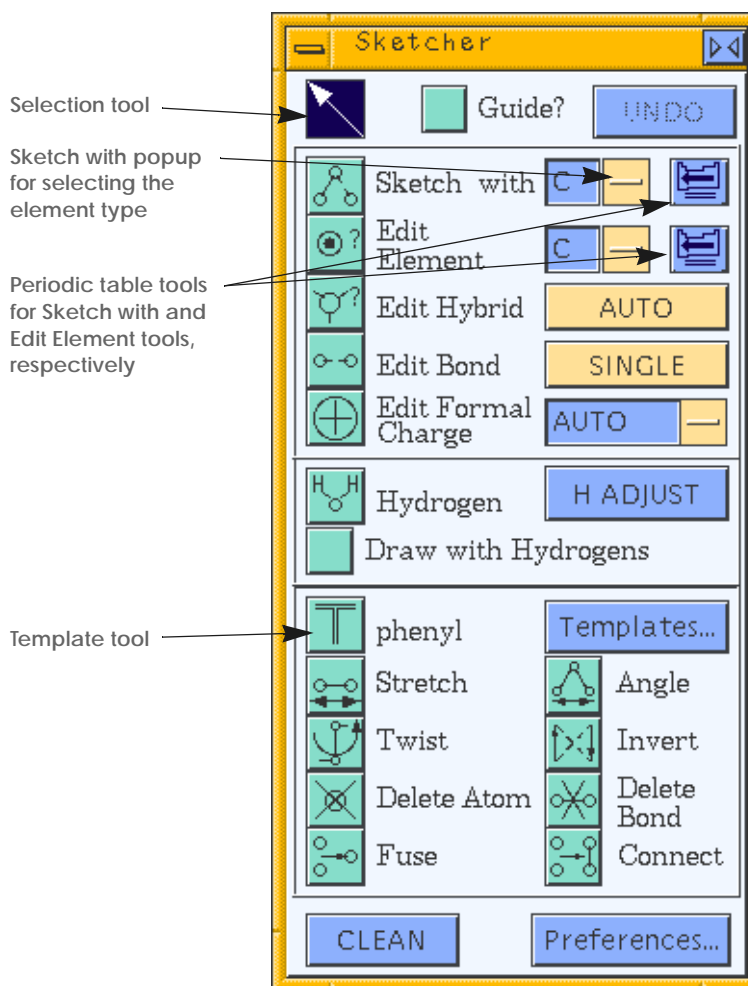 Sketcher
Selection tool
Guide?
UNDO
Sketch with popup
for selecting the
element type
Sketch with
C
Edit
Element
C
Periodic table tools
for Sketch with and
Edit Element tools,
respectively
?
?
Edit Hybrid
AUTO
Edit Bond
SINGLE
Edit Formal
Charge
AUTO
H H
Hydrogen
H ADJUST
Draw with Hydrogens
Template tool
T
phenyl
Templates...
Stretch
Angle
Twist
Invert
Delete Atom
Delete
Bond
Fuse
Connect
CLEAN
Preferences...